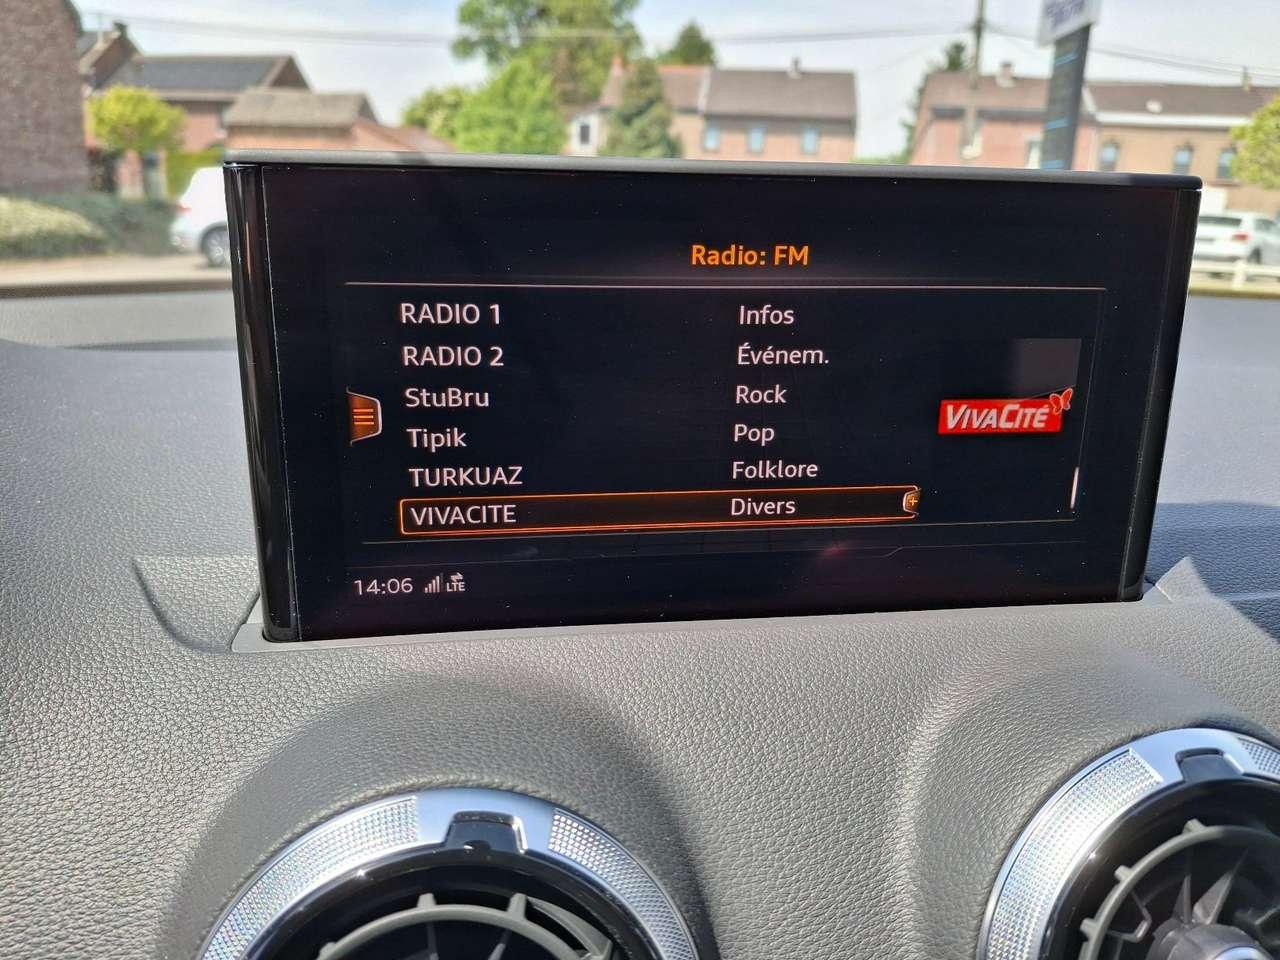 Radio: FM
RADIO 1 Infos
RADIO 2 Événem.
StuBru Rock
Tipik Pop
TURKUAZ Folklore
VIVACITE Divers
VIVACITÉ
14:06 LTE